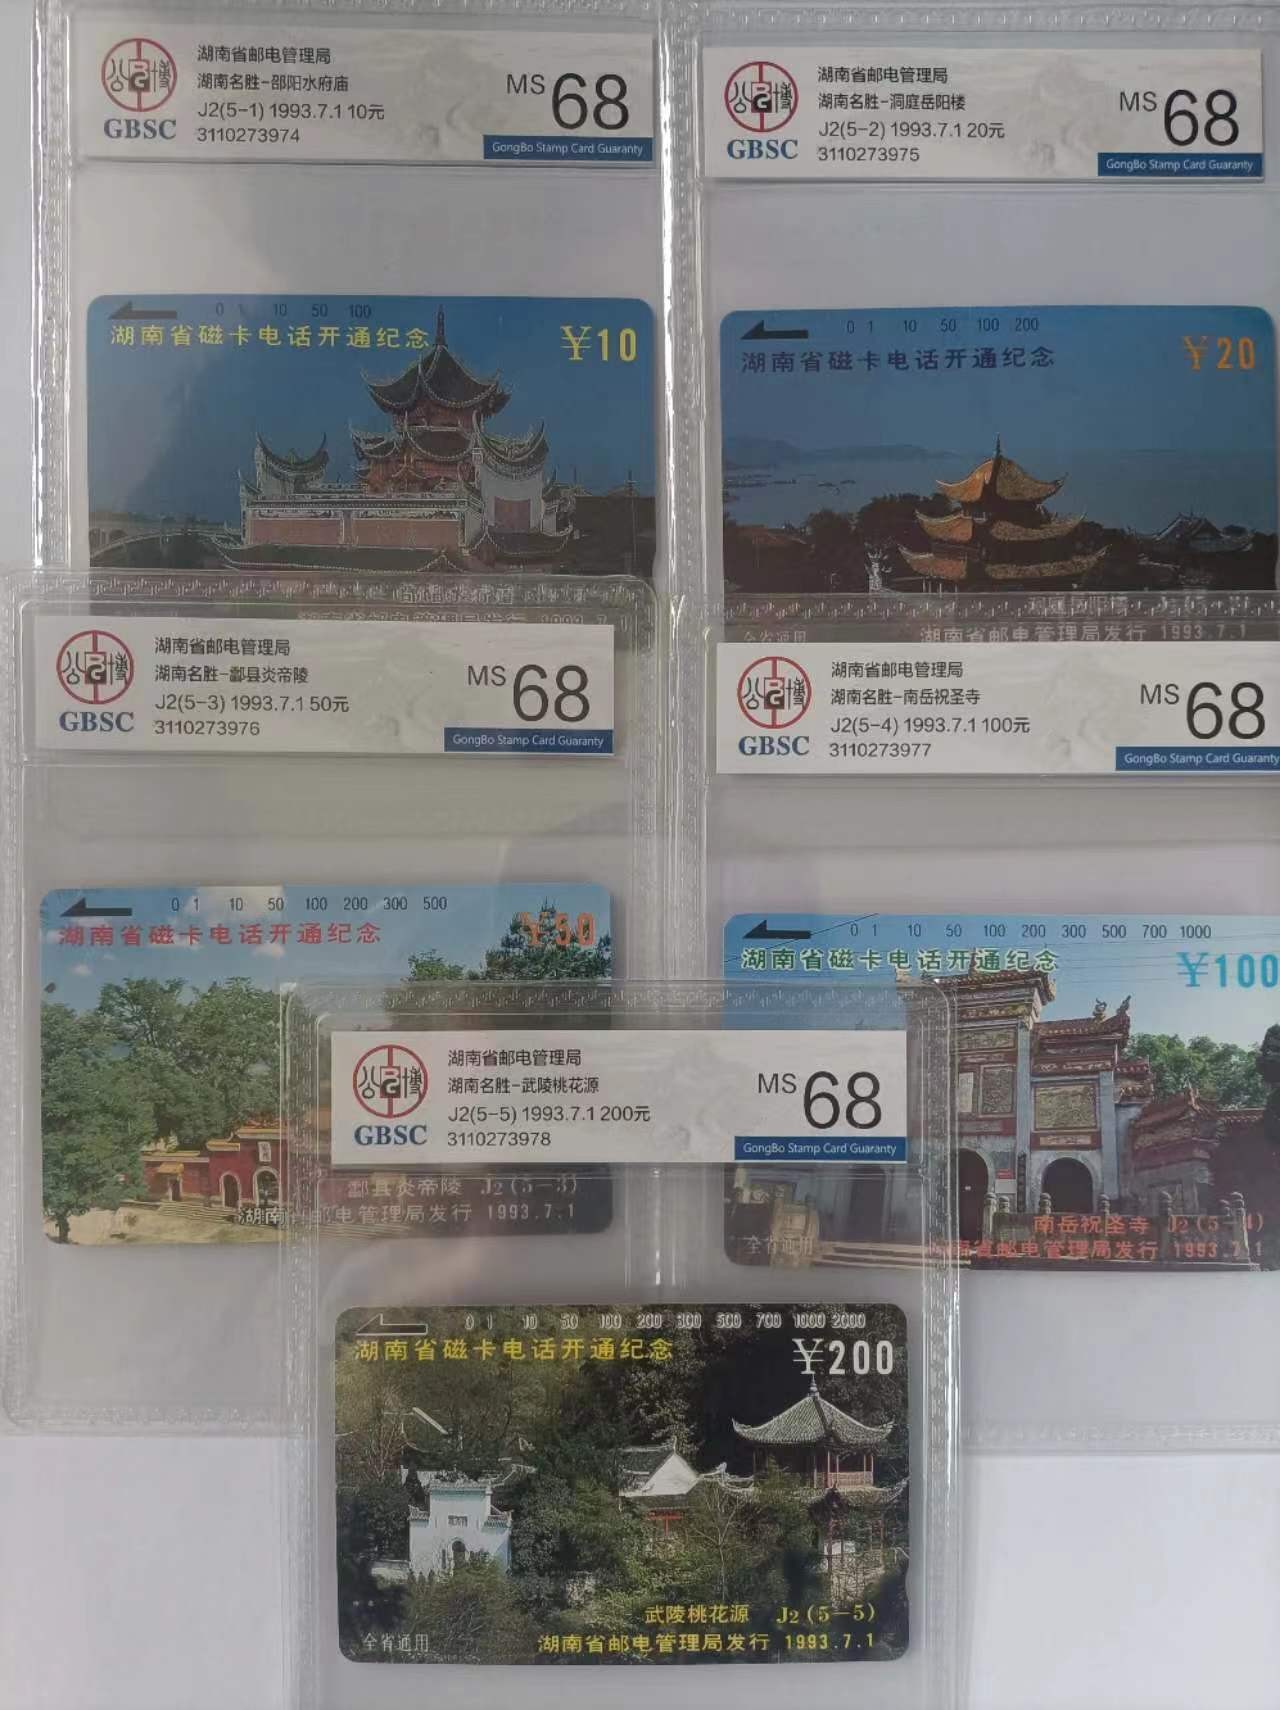 湖南省邮电管理局
湖南名胜-邵阳水府庙
J2(5-1) 1993.7.1 10元
3110273974
GBSC
MS 68
GongBo Stamp Card Guaranty
湖南省邮电管理局
湖南名胜-洞庭岳阳楼
J2(5-2) 1993.7.1 20元
3110273975
GBSC
MS 68
GongBo Stamp Card Guaranty
0 1 10 50 100
湖南省磁卡电话开通纪念
¥10
0 1 10 50 100 200
湖南省磁卡电话开通纪念
¥20
全省通用
湖南省邮电管理局发行 1993.7.1
湖南省邮电管理局
湖南名胜-酃县炎帝陵
J2(5-3) 1993.7.1 50元
3110273976
GBSC
MS 68
GongBo Stamp Card Guaranty
湖南省邮电管理局
湖南名胜-南岳祝圣寺
J2(5-4) 1993.7.1 100元
3110273977
GBSC
MS 68
GongBo Stamp Card Guaranty
0 1 10 50 100 200 300 500
湖南省磁卡电话开通纪念
¥50
酃县炎帝陵 J2(5-3)
湖南省邮电管理局发行 1993.7.1
0 1 10 50 100 200 300 500 700 1000
湖南省磁卡电话开通纪念
¥100
全省通用
南岳祝圣寺 J2(5-4)
湖南省邮电管理局发行 1993.7.1
湖南省邮电管理局
湖南名胜-武陵桃花源
J2(5-5) 1993.7.1 200元
3110273978
GBSC
MS 68
GongBo Stamp Card Guaranty
0 1 10 50 100 200 300 500 700 1000 2000
湖南省磁卡电话开通纪念
¥200
武陵桃花源 J2(5-5)
全省通用
湖南省邮电管理局发行 1993.7.1